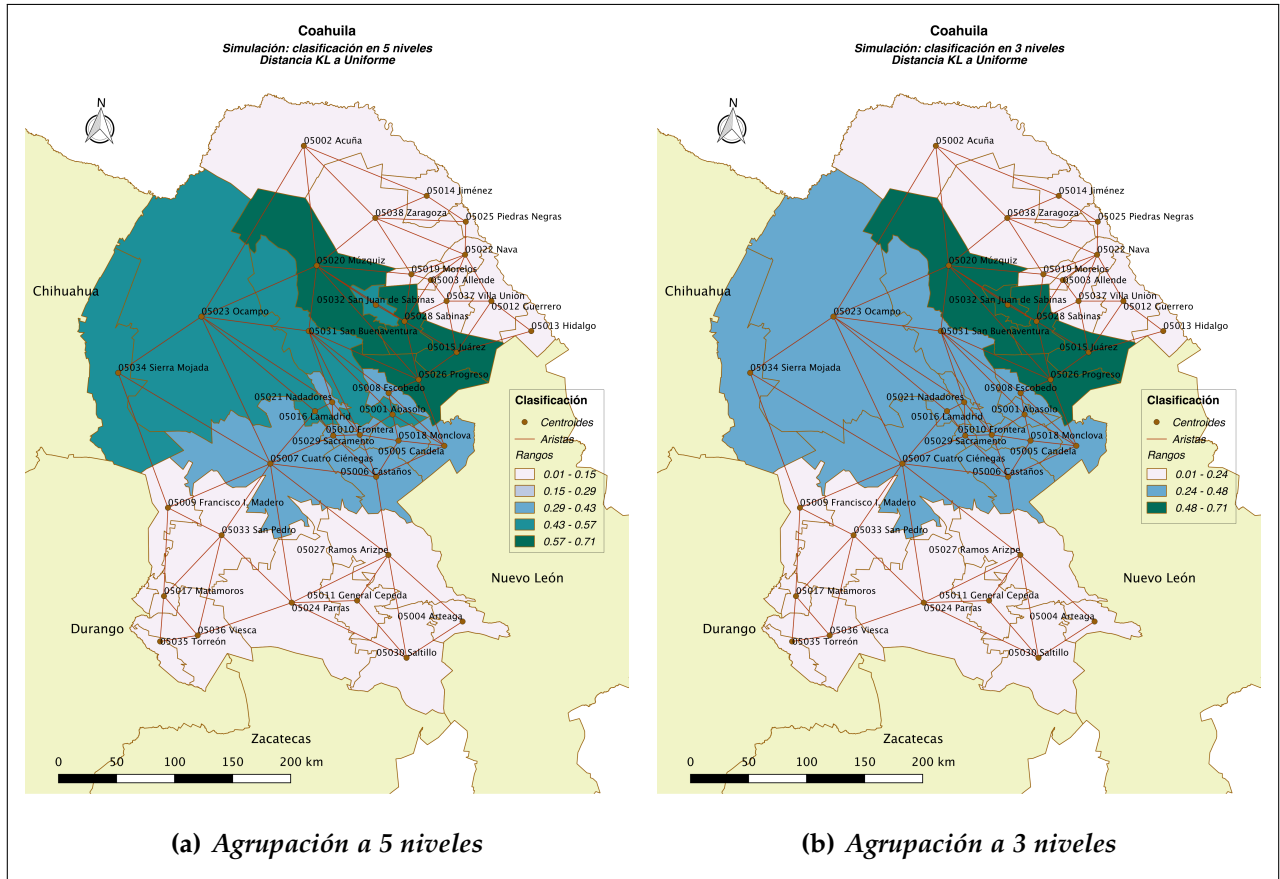 Coahuila
Simulación: clasificación en 5 niveles
Distancia KL a Uniforme
N
05002 Acuña
05014 Jiménez
05038 Zaragoza
05025 Piedras Negras
05022 Nava
05020 Múzquiz
05019 Morelos
05003 Allende
Chihuahua
05032 San Juan de Sabinas
05037 Villa Unión
05012 Guerrero
05023 Ocampo
05028 Sabinas
05031 San Buenaventura
05013 Hidalgo
05015 Juárez
05034 Sierra Mojada
05026 Progreso
05008 Escobedo
05021 Nadadores
05016 Lamadrid
05001 Abasolo
05010 Frontera
05029 Sacramento
05018 Monclova
05005 Candela
05007 Cuatro Ciénegas
05006 Castaños
05009 Francisco I. Madero
05033 San Pedro
05027 Ramos Arizpe
Nuevo León
05017 Matamoros
05011 General Cepeda
05024 Parras
05004 Arteaga
Durango
05036 Viesca
05035 Torreón
05030 Saltillo
Zacatecas
0 50 100 150 200 km
Clasificación
Centroides
Aristas
Rangos
0.01 - 0.15
0.15 - 0.29
0.29 - 0.43
0.43 - 0.57
0.57 - 0.71
(a) Agrupación a 5 niveles
Coahuila
Simulación: clasificación en 3 niveles
Distancia KL a Uniforme
N
05002 Acuña
05014 Jiménez
05038 Zaragoza
05025 Piedras Negras
05022 Nava
05020 Múzquiz
05019 Morelos
05003 Allende
Chihuahua
05032 San Juan de Sabinas
05037 Villa Unión
05012 Guerrero
05023 Ocampo
05028 Sabinas
05031 San Buenaventura
05013 Hidalgo
05015 Juárez
05034 Sierra Mojada
05026 Progreso
05008 Escobedo
05021 Nadadores
05016 Lamadrid
05001 Abasolo
05010 Frontera
05029 Sacramento
05018 Monclova
05005 Candela
05007 Cuatro Ciénegas
05006 Castaños
05009 Francisco I. Madero
05033 San Pedro
05027 Ramos Arizpe
Nuevo León
05017 Matamoros
05011 General Cepeda
05024 Parras
05004 Arteaga
Durango
05036 Viesca
05035 Torreón
05030 Saltillo
Zacatecas
0 50 100 150 200 km
Clasificación
Centroides
Aristas
Rangos
0.01 - 0.24
0.24 - 0.48
0.48 - 0.71
(b) Agrupación a 3 niveles